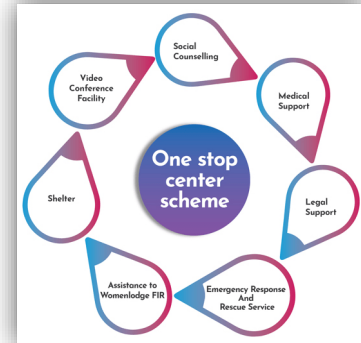 Social
Counselling
Medical
Support
Legal
Support
Emergency Response
And
Rescue Service
Assistance to
Womenlodge FIR
Shelter
Video
Conference
Facility
One stop
center
scheme